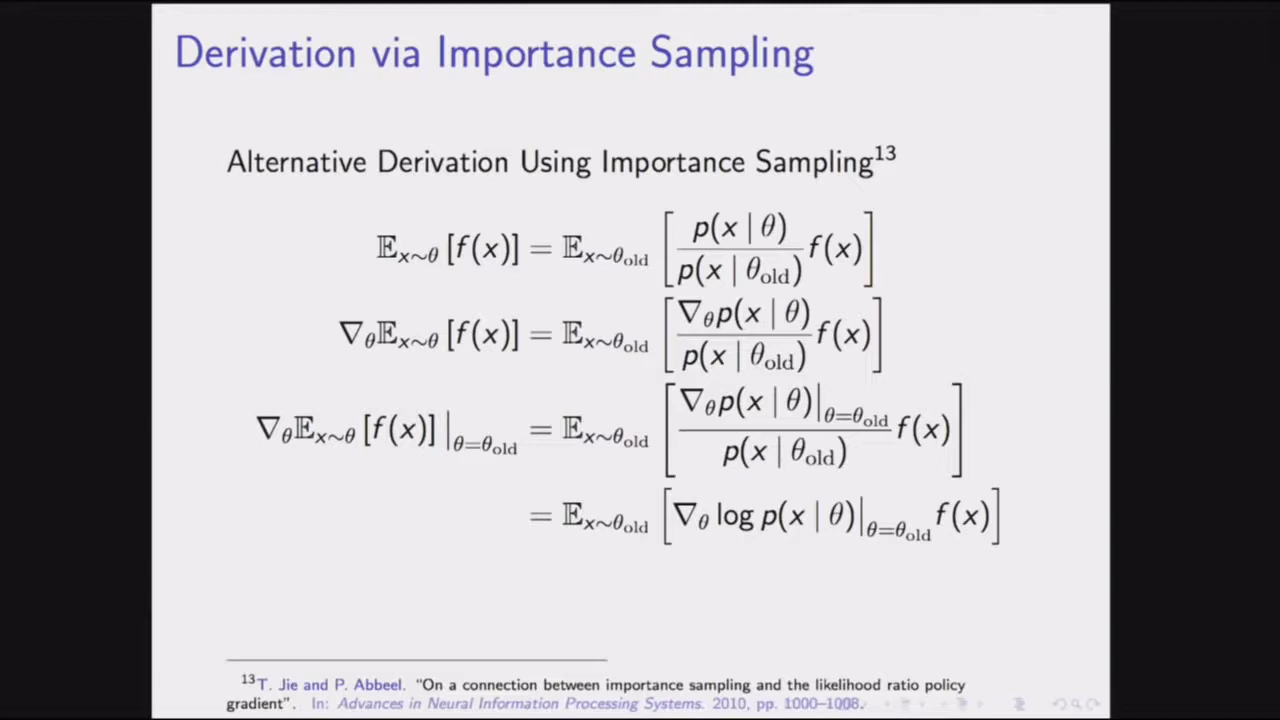 Derivation via Importance Sampling
Alternative Derivation Using Importance Sampling¹³
𝔼_{x∼θ} [f(x)] = 𝔼_{x∼θ_old} [ p(x | θ) / p(x | θ_old) f(x) ]
∇_θ 𝔼_{x∼θ} [f(x)] = 𝔼_{x∼θ_old} [ ∇_θ p(x | θ) / p(x | θ_old) f(x) ]
∇_θ 𝔼_{x∼θ} [f(x)] |_{θ=θ_old} = 𝔼_{x∼θ_old} [ ∇_θ p(x | θ)|_{θ=θ_old} / p(x | θ_old) f(x) ]
= 𝔼_{x∼θ_old} [ ∇_θ log p(x | θ)|_{θ=θ_old} f(x) ]
¹³T. Jie and P. Abbeel. “On a connection between importance sampling and the likelihood ratio policy
gradient”. In: Advances in Neural Information Processing Systems. 2010, pp. 1000–1008.